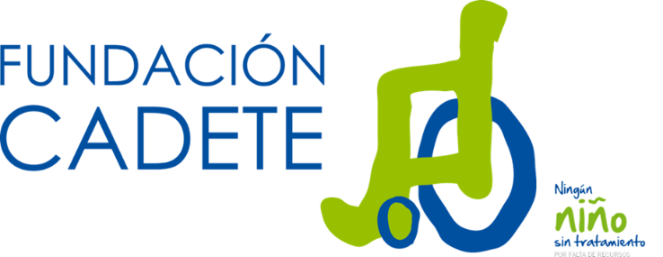 FUNDACIÓN
CADETE
Ningún
niño
sin tratamiento
POR FALTA DE RECURSOS